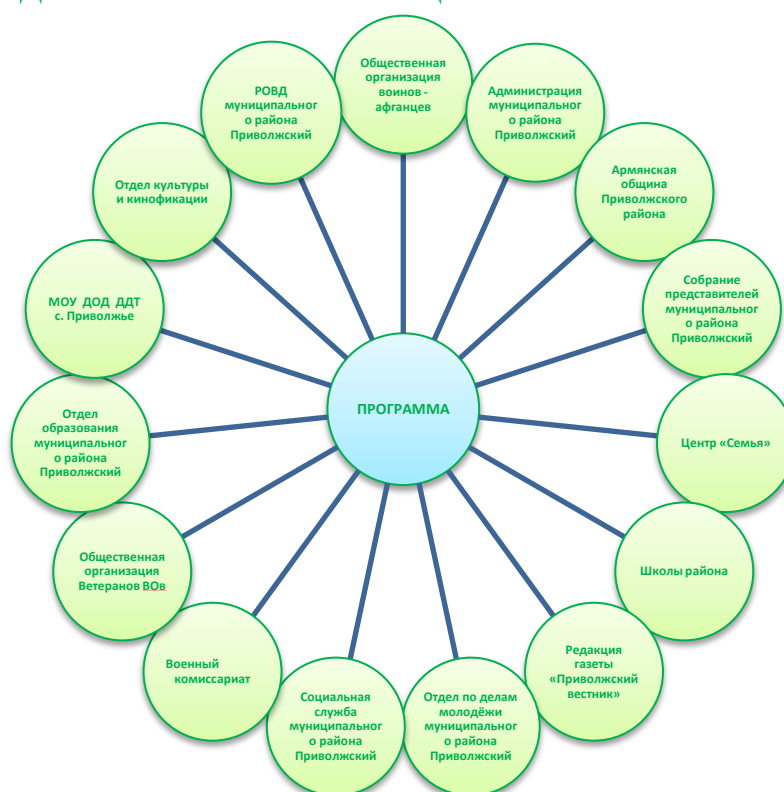 Общественная
организация
воинов -
афганцев
Администрация
муниципальног
о района
Приволжский
Армянская
община
Приволжского
района
Собрание
представителей
муниципальног
о района
Приволжский
Центр «Семья»
Школы района
Редакция
газеты
«Приволжский
вестник»
Отдел по делам
молодёжи
муниципальног
о района
Приволжский
Социальная
служба
муниципальног
о района
Приволжский
Военный
комиссариат
Общественная
организация
Ветеранов ВОв
Отдел
образования
муниципальног
о района
Приволжский
МОУ ДОД ДДТ
с. Приволжье
Отдел культуры
и кинофикации
РОВД
муниципальног
о района
Приволжский
ПРОГРАММА